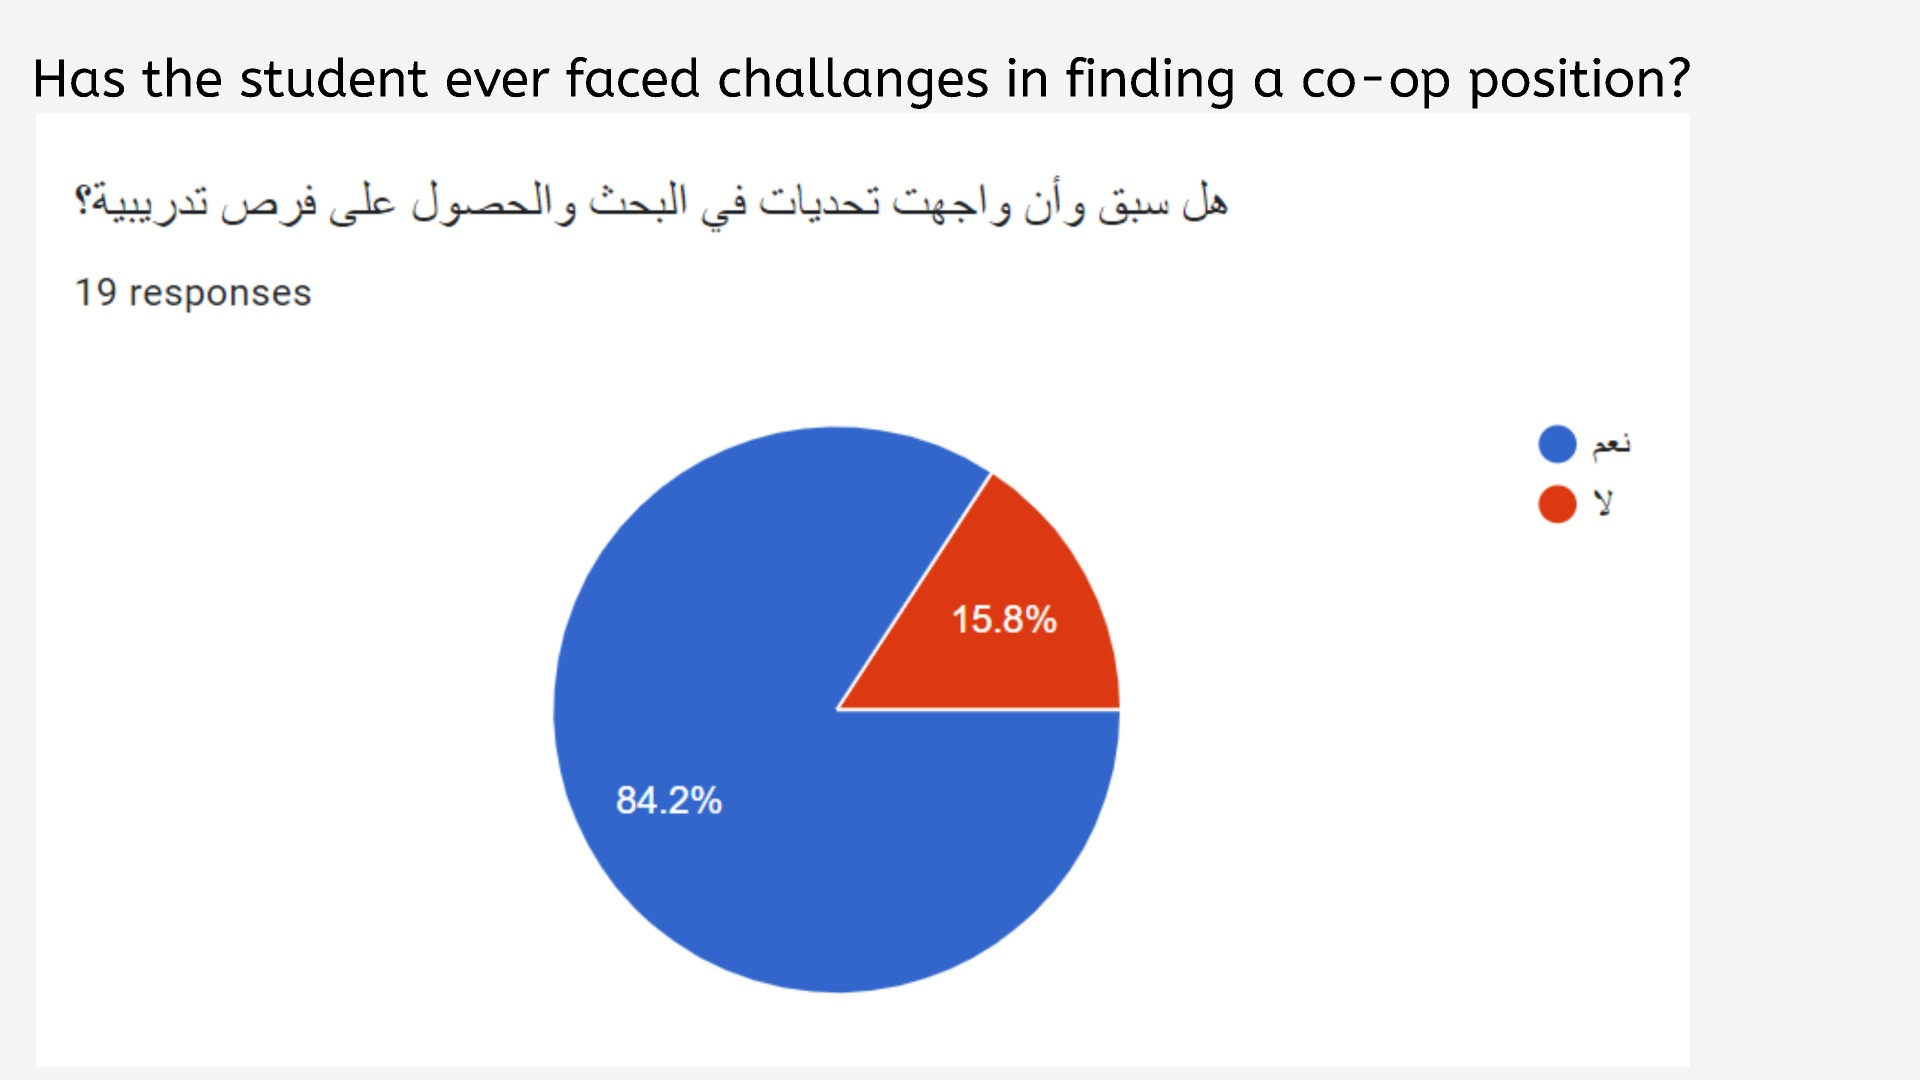 Has the student ever faced challanges in finding a co-op position?
هل سبق وأن واجهت تحديات في البحث والحصول على فرص تدريبية؟
19 responses
نعم
لا
15.8%
84.2%